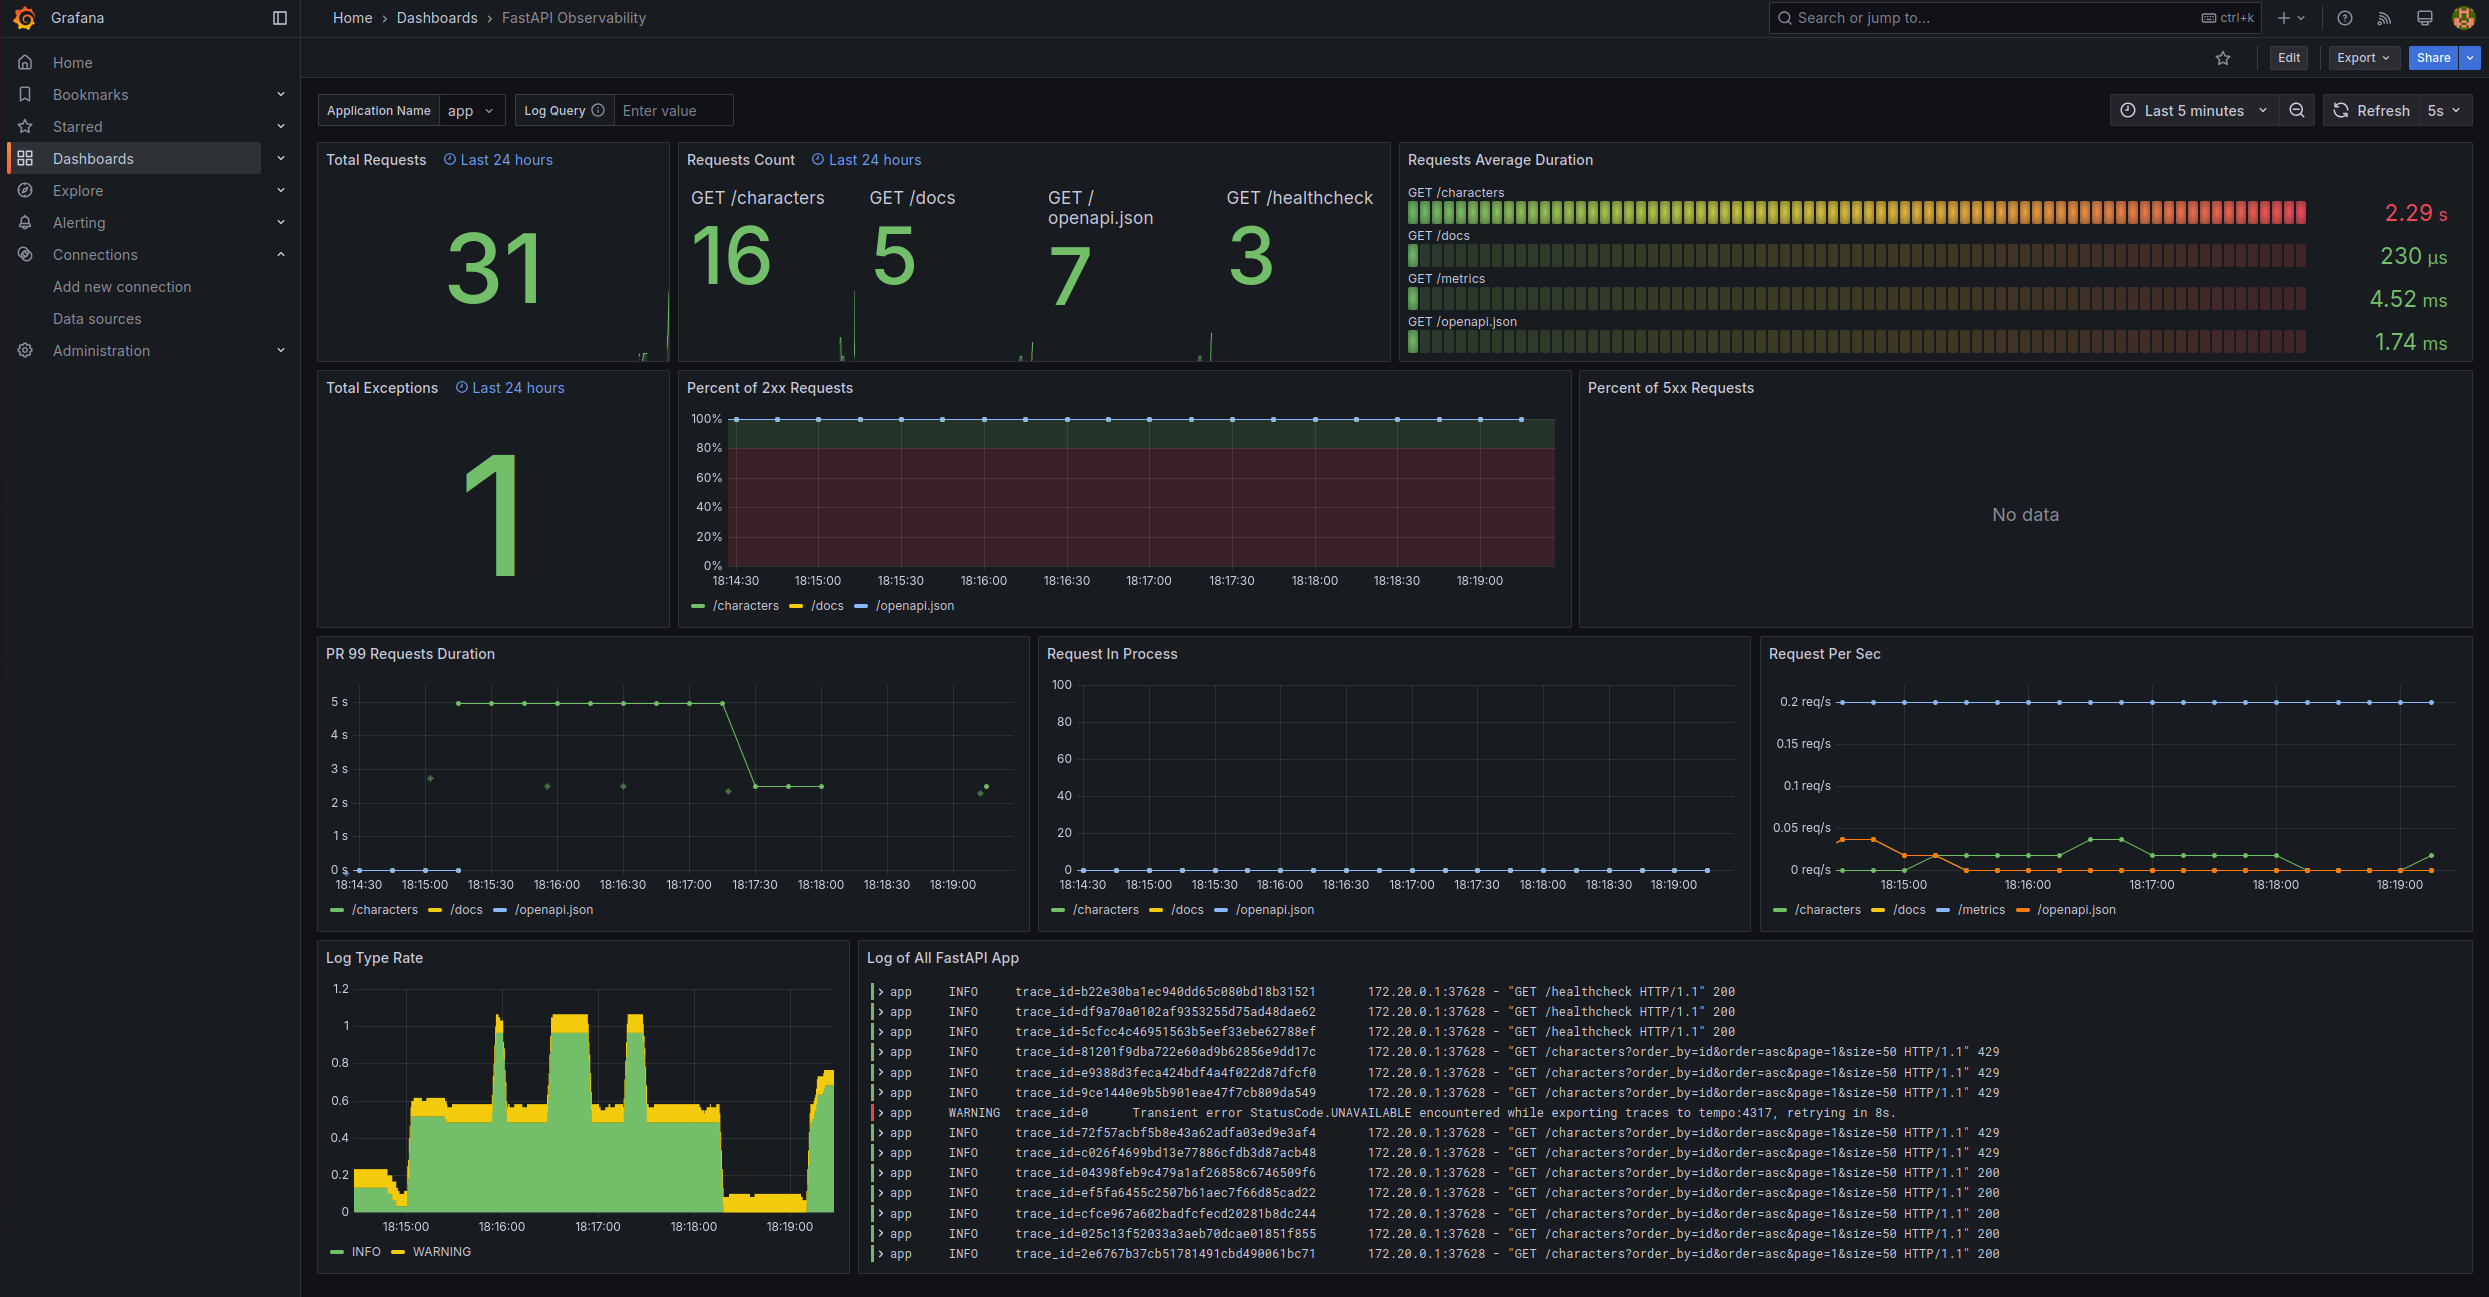 Grafana
Home › Dashboards › FastAPI Observability
Search or jump to...
ctrl+k
Home
Bookmarks
Starred
Dashboards
Explore
Alerting
Connections
Add new connection
Data sources
Administration
Edit
Export
Share
Application Name
app
Log Query
Enter value
Last 5 minutes
Refresh
5s
Total Requests
Last 24 hours
31
Requests Count
Last 24 hours
GET /characters
16
GET /docs
5
GET /
openapi.json
7
GET /healthcheck
3
Requests Average Duration
GET /characters
2.29 s
GET /docs
230 µs
GET /metrics
4.52 ms
GET /openapi.json
1.74 ms
Total Exceptions
Last 24 hours
1
Percent of 2xx Requests
100%
80%
60%
40%
20%
0%
18:14:30 18:15:00 18:15:30 18:16:00 18:16:30 18:17:00 18:17:30 18:18:00 18:18:30 18:19:00
/characters /docs /openapi.json
Percent of 5xx Requests
No data
PR 99 Requests Duration
5 s
4 s
3 s
2 s
1 s
0 s
18:14:30 18:15:00 18:15:30 18:16:00 18:16:30 18:17:00 18:17:30 18:18:00 18:18:30 18:19:00
/characters /docs /openapi.json
Request In Process
100
80
60
40
20
0
18:14:30 18:15:00 18:15:30 18:16:00 18:16:30 18:17:00 18:17:30 18:18:00 18:18:30 18:19:00
/characters /docs /openapi.json
Request Per Sec
0.2 req/s
0.15 req/s
0.1 req/s
0.05 req/s
0 req/s
18:15:00 18:16:00 18:17:00 18:18:00 18:19:00
/characters /docs /metrics /openapi.json
Log Type Rate
1.2
1
0.8
0.6
0.4
0.2
0
18:15:00 18:16:00 18:17:00 18:18:00 18:19:00
INFO WARNING
Log of All FastAPI App
app INFO trace_id=b22e30ba1ec940dd65c080bd18b31521 172.20.0.1:37628 - "GET /healthcheck HTTP/1.1" 200
app INFO trace_id=df9a70a0102af9353255d75ad48dae62 172.20.0.1:37628 - "GET /healthcheck HTTP/1.1" 200
app INFO trace_id=5cfcc4c46951563b5eef33ebe62788ef 172.20.0.1:37628 - "GET /healthcheck HTTP/1.1" 200
app INFO trace_id=81201f9dba722e60ad9b62856e9dd17c 172.20.0.1:37628 - "GET /characters?order_by=id&order=asc&page=1&size=50 HTTP/1.1" 429
app INFO trace_id=e9388d3feca424bdf4a4f022d87dfcf0 172.20.0.1:37628 - "GET /characters?order_by=id&order=asc&page=1&size=50 HTTP/1.1" 429
app INFO trace_id=9ce1440e9b5b901eae47f7cb809da549 172.20.0.1:37628 - "GET /characters?order_by=id&order=asc&page=1&size=50 HTTP/1.1" 429
app WARNING trace_id=0 Transient error StatusCode.UNAVAILABLE encountered while exporting traces to tempo:4317, retrying in 8s.
app INFO trace_id=72f57acbf5b8e43a62adfa03ed9e3af4 172.20.0.1:37628 - "GET /characters?order_by=id&order=asc&page=1&size=50 HTTP/1.1" 429
app INFO trace_id=c026f4699bd13e77886cfdb3d87acb48 172.20.0.1:37628 - "GET /characters?order_by=id&order=asc&page=1&size=50 HTTP/1.1" 429
app INFO trace_id=04398feb9c479a1af26858c6746509f6 172.20.0.1:37628 - "GET /characters?order_by=id&order=asc&page=1&size=50 HTTP/1.1" 200
app INFO trace_id=ef5fa6455c2507b61aec7f66d85cad22 172.20.0.1:37628 - "GET /characters?order_by=id&order=asc&page=1&size=50 HTTP/1.1" 200
app INFO trace_id=cfce967a602badfcfecd20281b8dc244 172.20.0.1:37628 - "GET /characters?order_by=id&order=asc&page=1&size=50 HTTP/1.1" 200
app INFO trace_id=025c13f52033a3aeb70dcae01851f855 172.20.0.1:37628 - "GET /characters?order_by=id&order=asc&page=1&size=50 HTTP/1.1" 200
app INFO trace_id=2e6767b37cb51781491cbd490061bc71 172.20.0.1:37628 - "GET /characters?order_by=id&order=asc&page=1&size=50 HTTP/1.1" 200